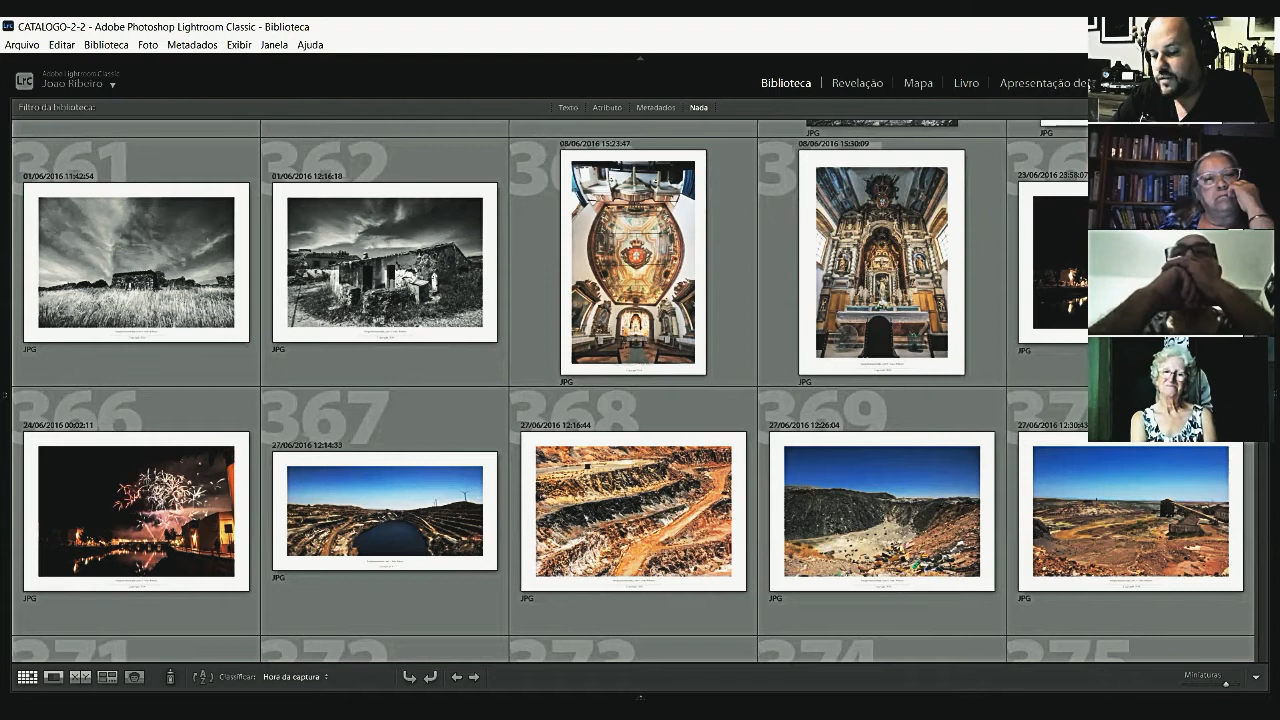 CATALOGO-2-2 - Adobe Photoshop Lightroom Classic - Biblioteca
Arquivo Editar Biblioteca Foto Metadados Exibir Janela Ajuda
Lrc
Adobe Lightroom Classic
João Ribeiro
Biblioteca | Revelação | Mapa | Livro | Apresentação de
Filtro da biblioteca:
Texto Atributo Metadados Nada
JPG JPG
361 362
01/06/2016 11:42:54 01/06/2016 12:16:18 08/06/2016 15:23:47 08/06/2016 15:30:09 23/06/2016 23:58:07
JPG JPG JPG JPG JPG
366 367 368 369 37
24/06/2016 00:02:11 27/06/2016 12:14:33 27/06/2016 12:16:44 27/06/2016 12:26:04 27/06/2016 12:30:43
JPG JPG JPG JPG JPG
371 372 373 374 375
Classificar: Hora da captura
Miniaturas